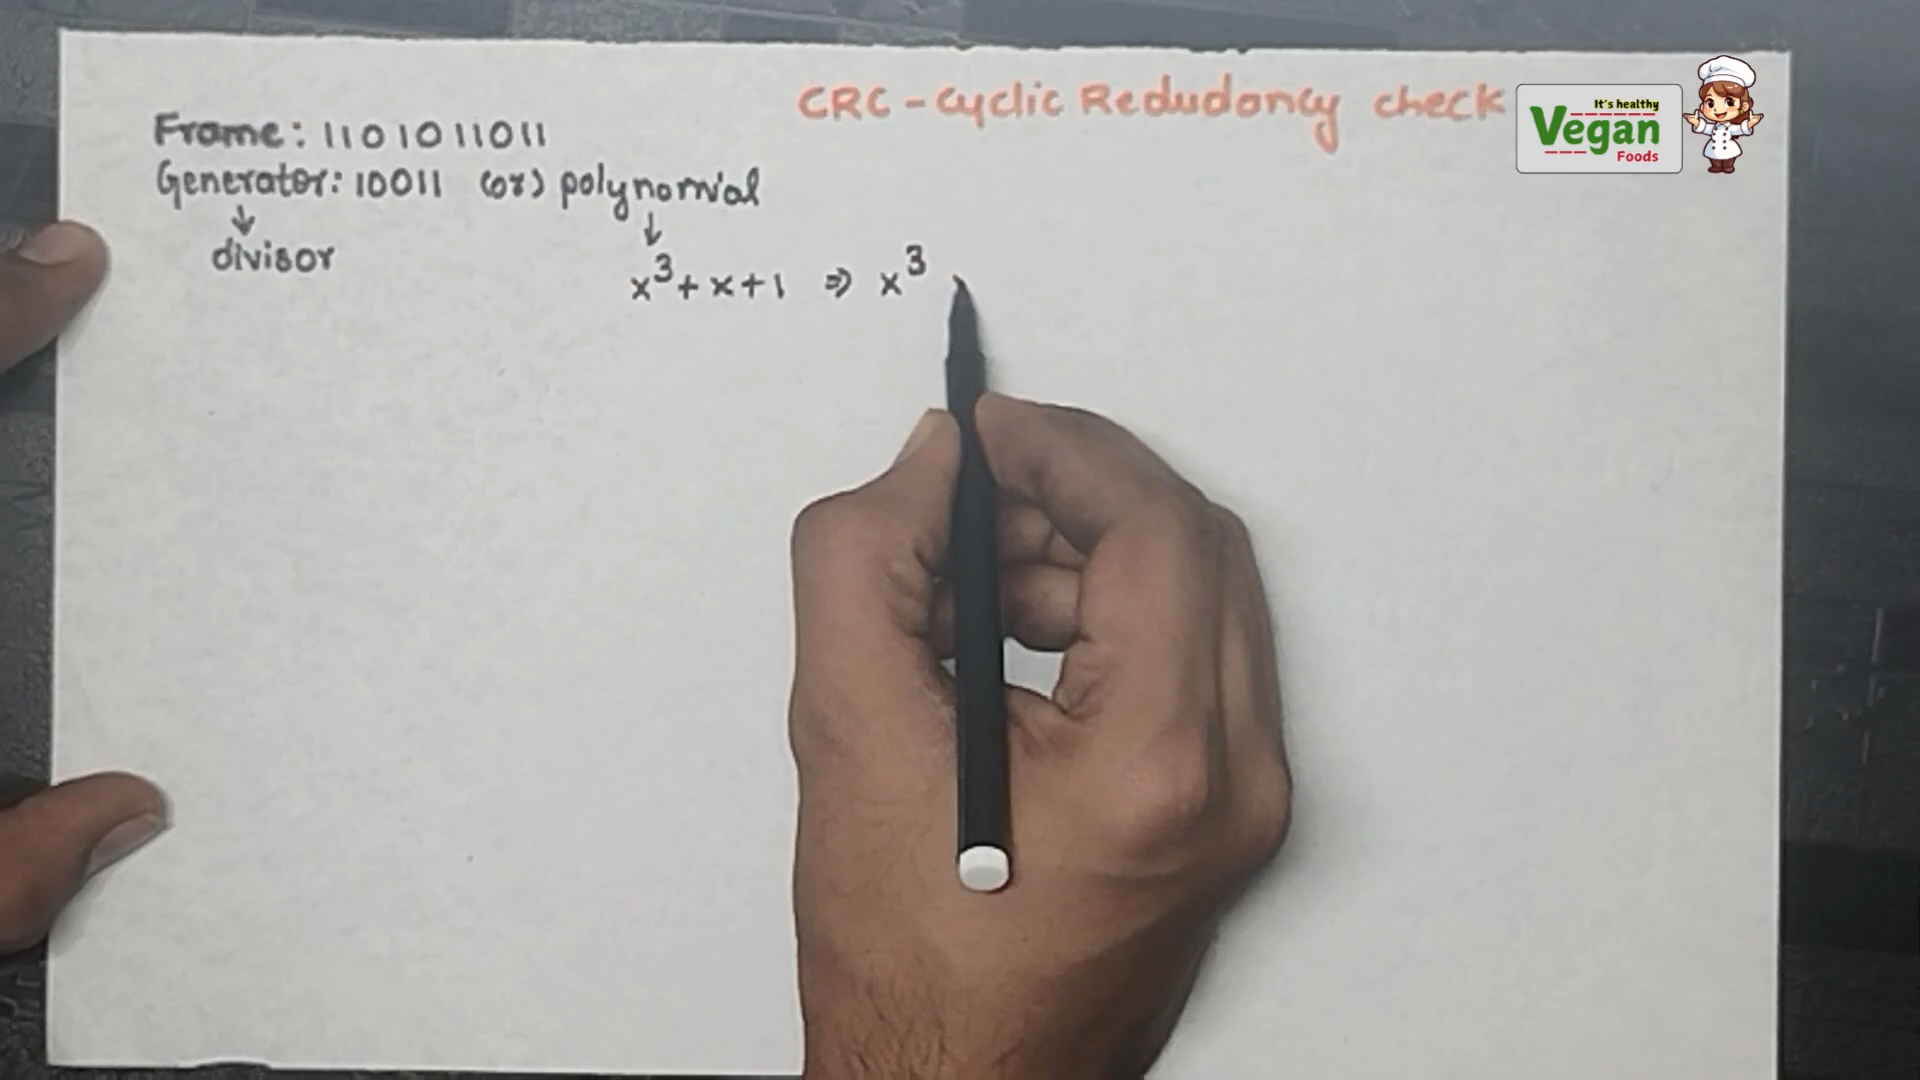 CRC - Cyclic Redudancy check
It's healthy
Vegan
Foods
Frame: 1101011011
Generator: 10011 (or) polynomial
↓ ↓
divisor
x³ + x + 1 ⇒ x³